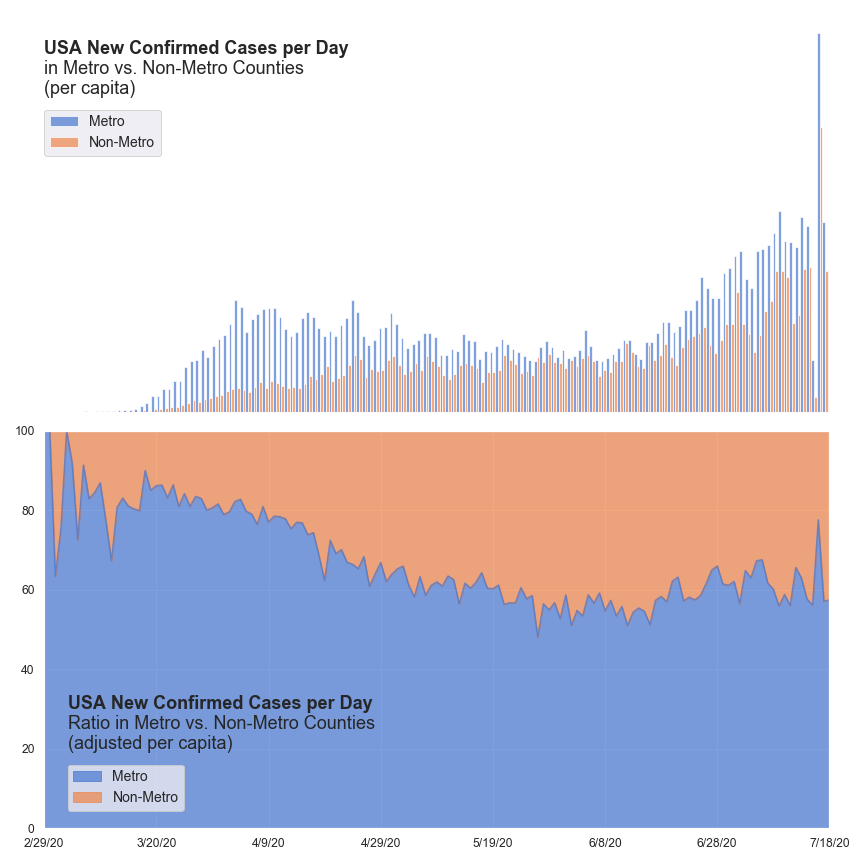 USA New Confirmed Cases per Day
in Metro vs. Non-Metro Counties
(per capita)
Metro
Non-Metro
100
80
60
40
USA New Confirmed Cases per Day
Ratio in Metro vs. Non-Metro Counties
(adjusted per capita)
20
Metro
Non-Metro
0
2/29/20 3/20/20 4/9/20 4/29/20 5/19/20 6/8/20 6/28/20 7/18/20